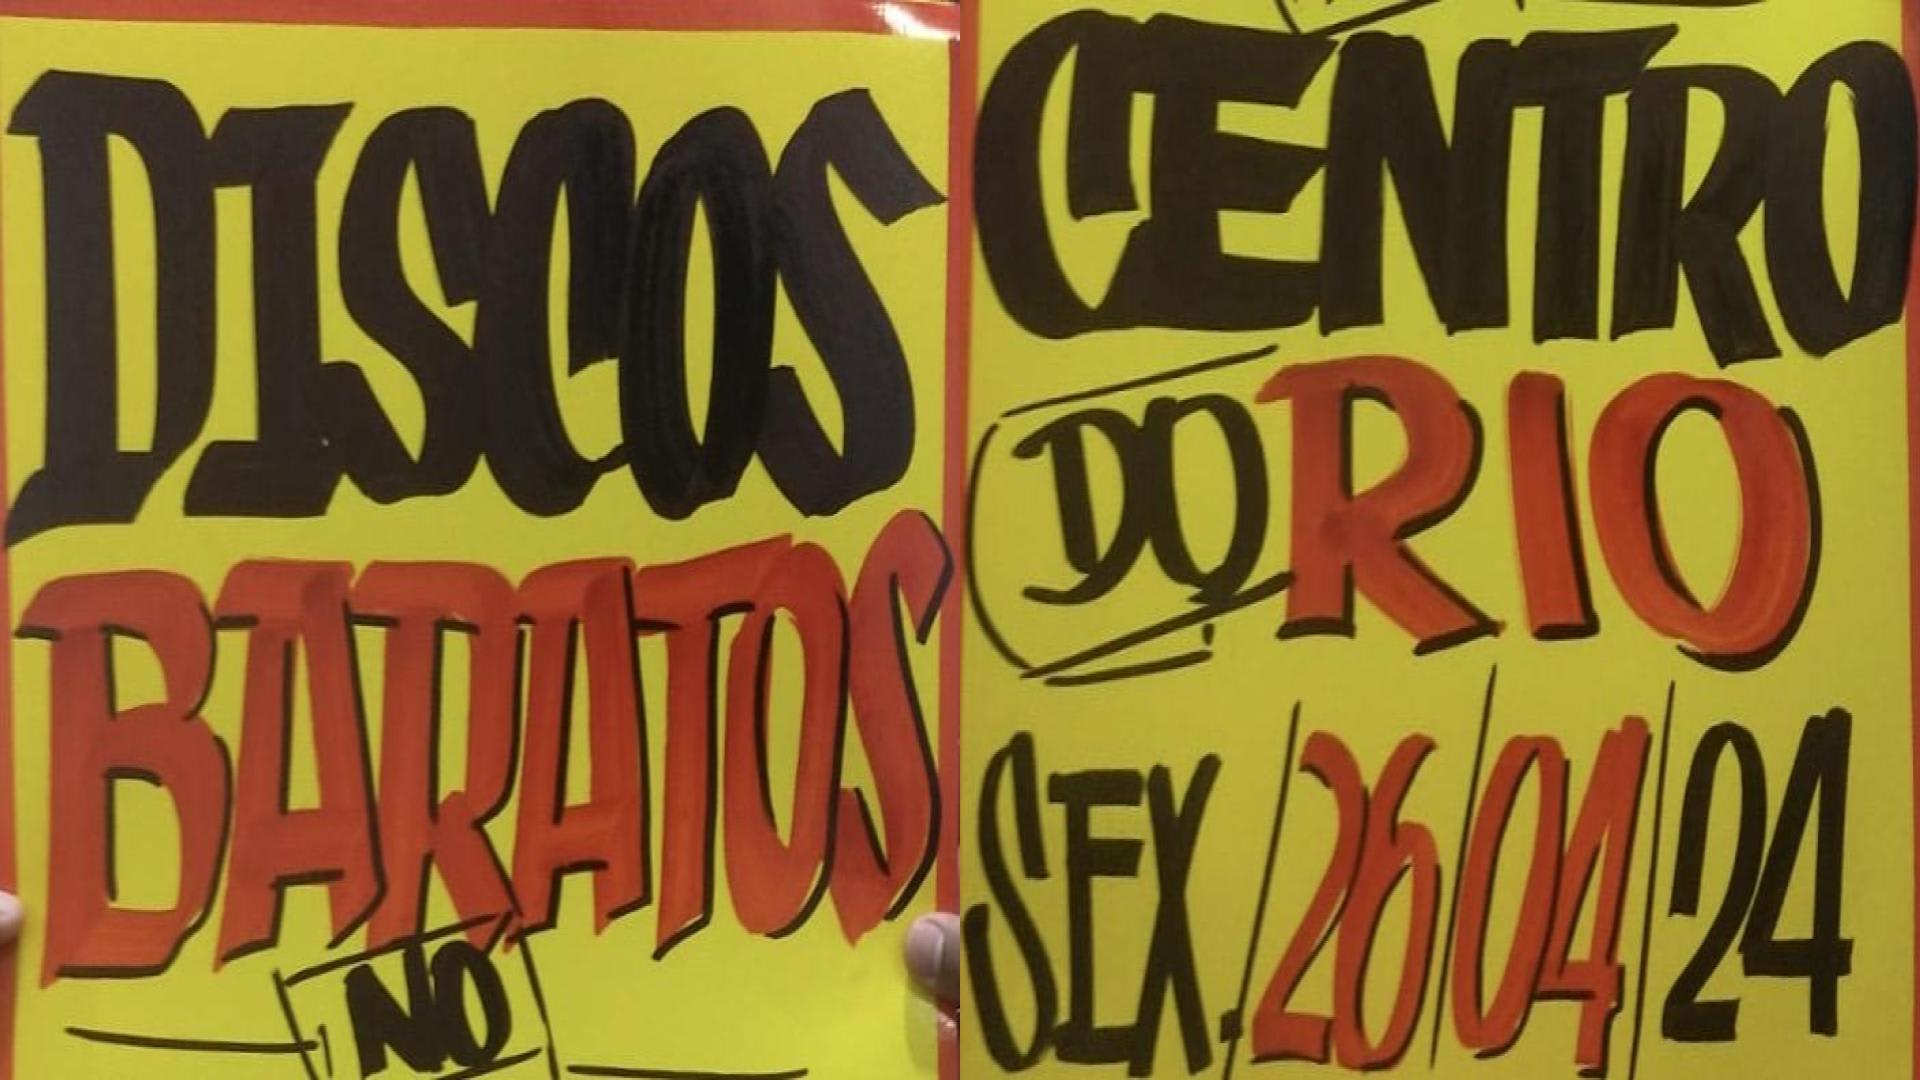 DISCOS
BARATOS
NO
CENTRO
DO RIO
SEX. 26/04/24